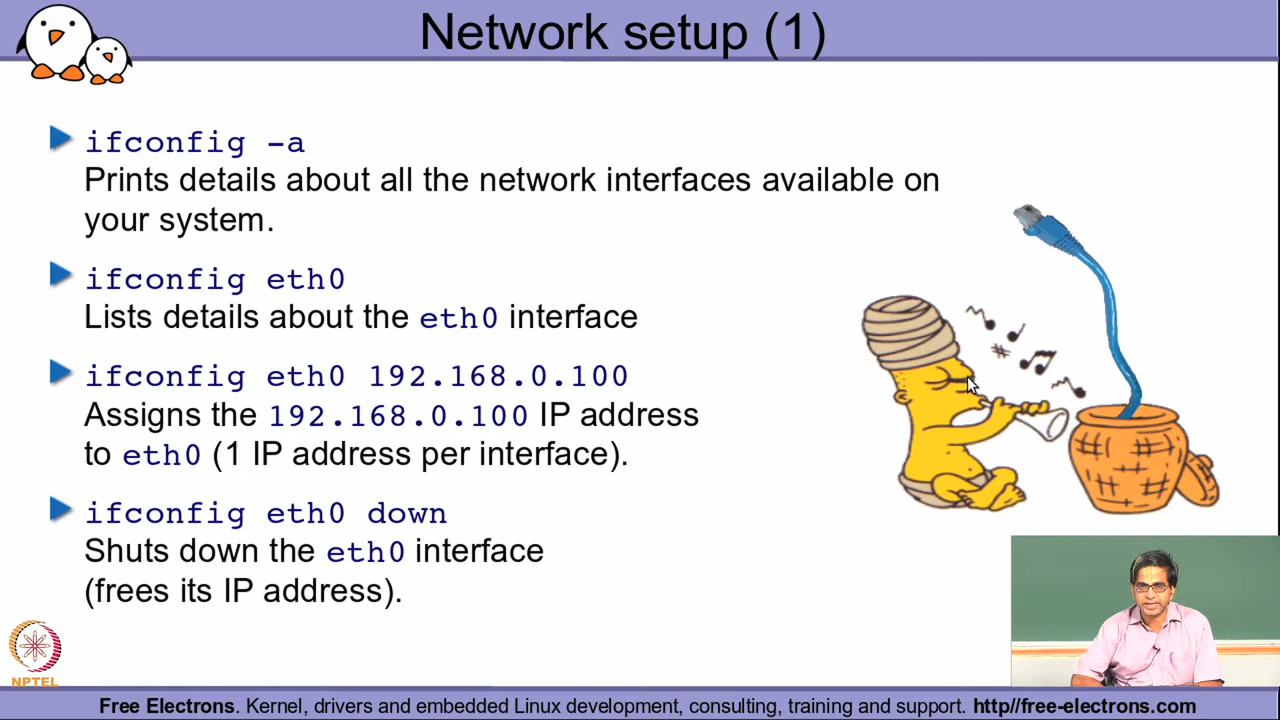 Network setup (1)
ifconfig -a
Prints details about all the network interfaces available on
your system.
ifconfig eth0
Lists details about the eth0 interface
ifconfig eth0 192.168.0.100
Assigns the 192.168.0.100 IP address
to eth0 (1 IP address per interface).
ifconfig eth0 down
Shuts down the eth0 interface
(frees its IP address).
NPTEL
Free Electrons. Kernel, drivers and embedded Linux development, consulting, training and support. http//free-electrons.com